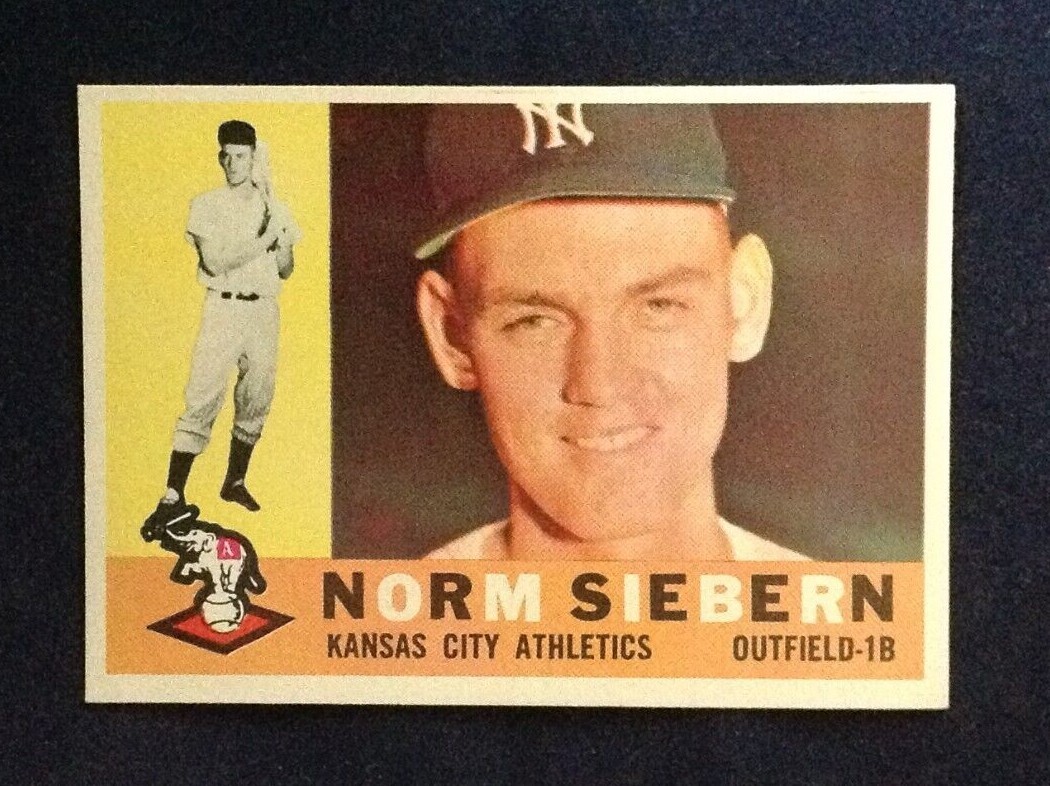 NY
A
NORM SIEBERN
KANSAS CITY ATHLETICS OUTFIELD-1B